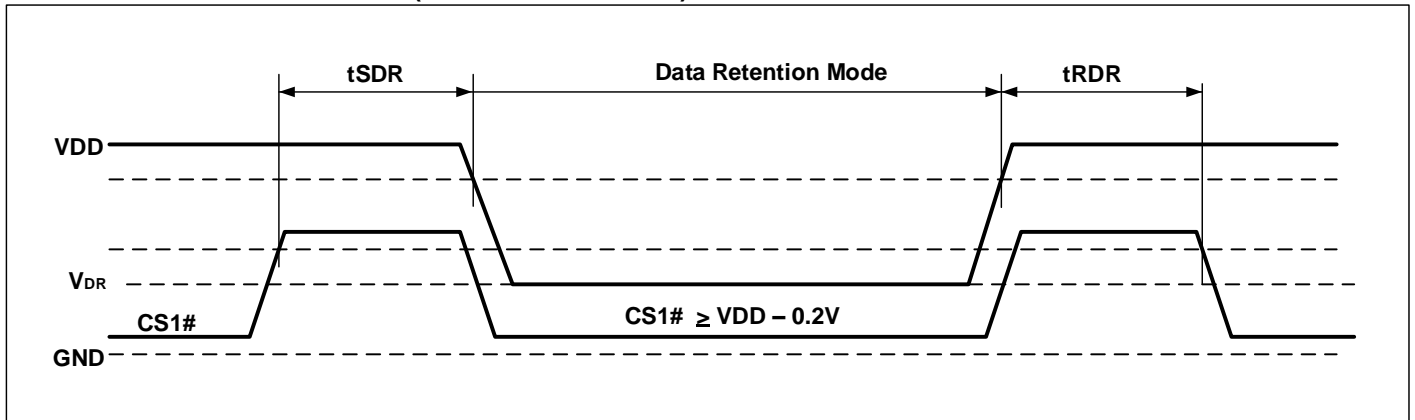 tSDR
Data Retention Mode
tRDR
VDD
VDR
CS1#
CS1# ≥ VDD – 0.2V
GND